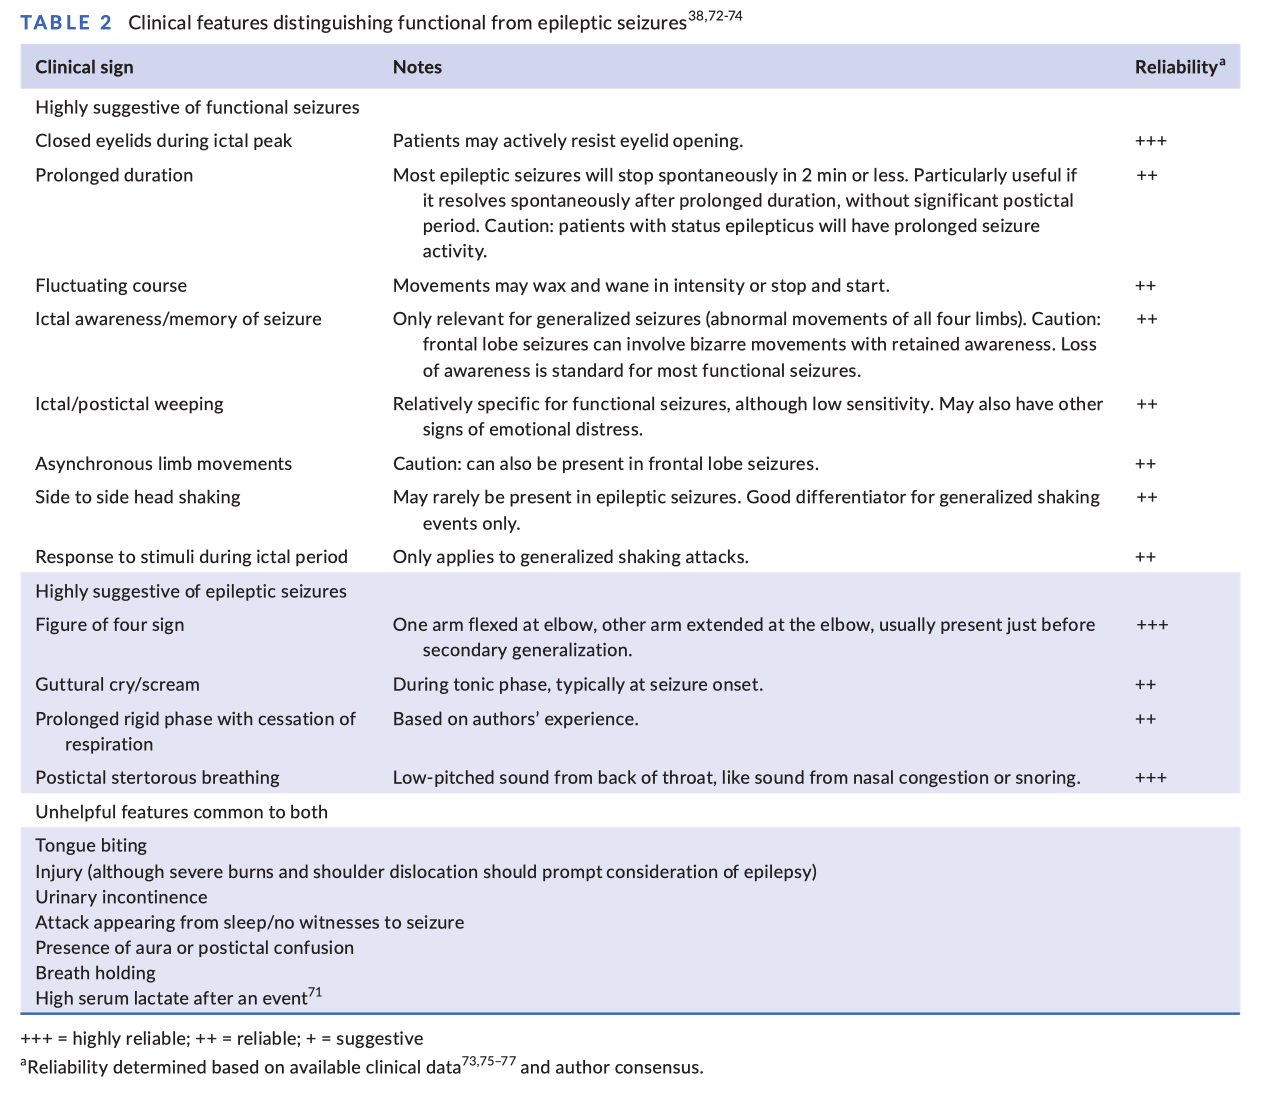 TABLE 2 Clinical features distinguishing functional from epileptic seizures38,72-74
Clinical sign Notes Reliabilitya
Highly suggestive of functional seizures
Closed eyelids during ictal peak Patients may actively resist eyelid opening. +++
Prolonged duration Most epileptic seizures will stop spontaneously in 2 min or less. Particularly useful if ++
it resolves spontaneously after prolonged duration, without significant postictal
period. Caution: patients with status epilepticus will have prolonged seizure
activity.
Fluctuating course Movements may wax and wane in intensity or stop and start. ++
Ictal awareness/memory of seizure Only relevant for generalized seizures (abnormal movements of all four limbs). Caution: ++
frontal lobe seizures can involve bizarre movements with retained awareness. Loss
of awareness is standard for most functional seizures.
Ictal/postictal weeping Relatively specific for functional seizures, although low sensitivity. May also have other ++
signs of emotional distress.
Asynchronous limb movements Caution: can also be present in frontal lobe seizures. ++
Side to side head shaking May rarely be present in epileptic seizures. Good differentiator for generalized shaking ++
events only.
Response to stimuli during ictal period Only applies to generalized shaking attacks. ++
Highly suggestive of epileptic seizures
Figure of four sign One arm flexed at elbow, other arm extended at the elbow, usually present just before +++
secondary generalization.
Guttural cry/scream During tonic phase, typically at seizure onset. ++
Prolonged rigid phase with cessation of Based on authors’ experience. ++
respiration
Postictal stertorous breathing Low-pitched sound from back of throat, like sound from nasal congestion or snoring. +++
Unhelpful features common to both
Tongue biting
Injury (although severe burns and shoulder dislocation should prompt consideration of epilepsy)
Urinary incontinence
Attack appearing from sleep/no witnesses to seizure
Presence of aura or postictal confusion
Breath holding
High serum lactate after an event71
+++ = highly reliable; ++ = reliable; + = suggestive
aReliability determined based on available clinical data73,75–77 and author consensus.